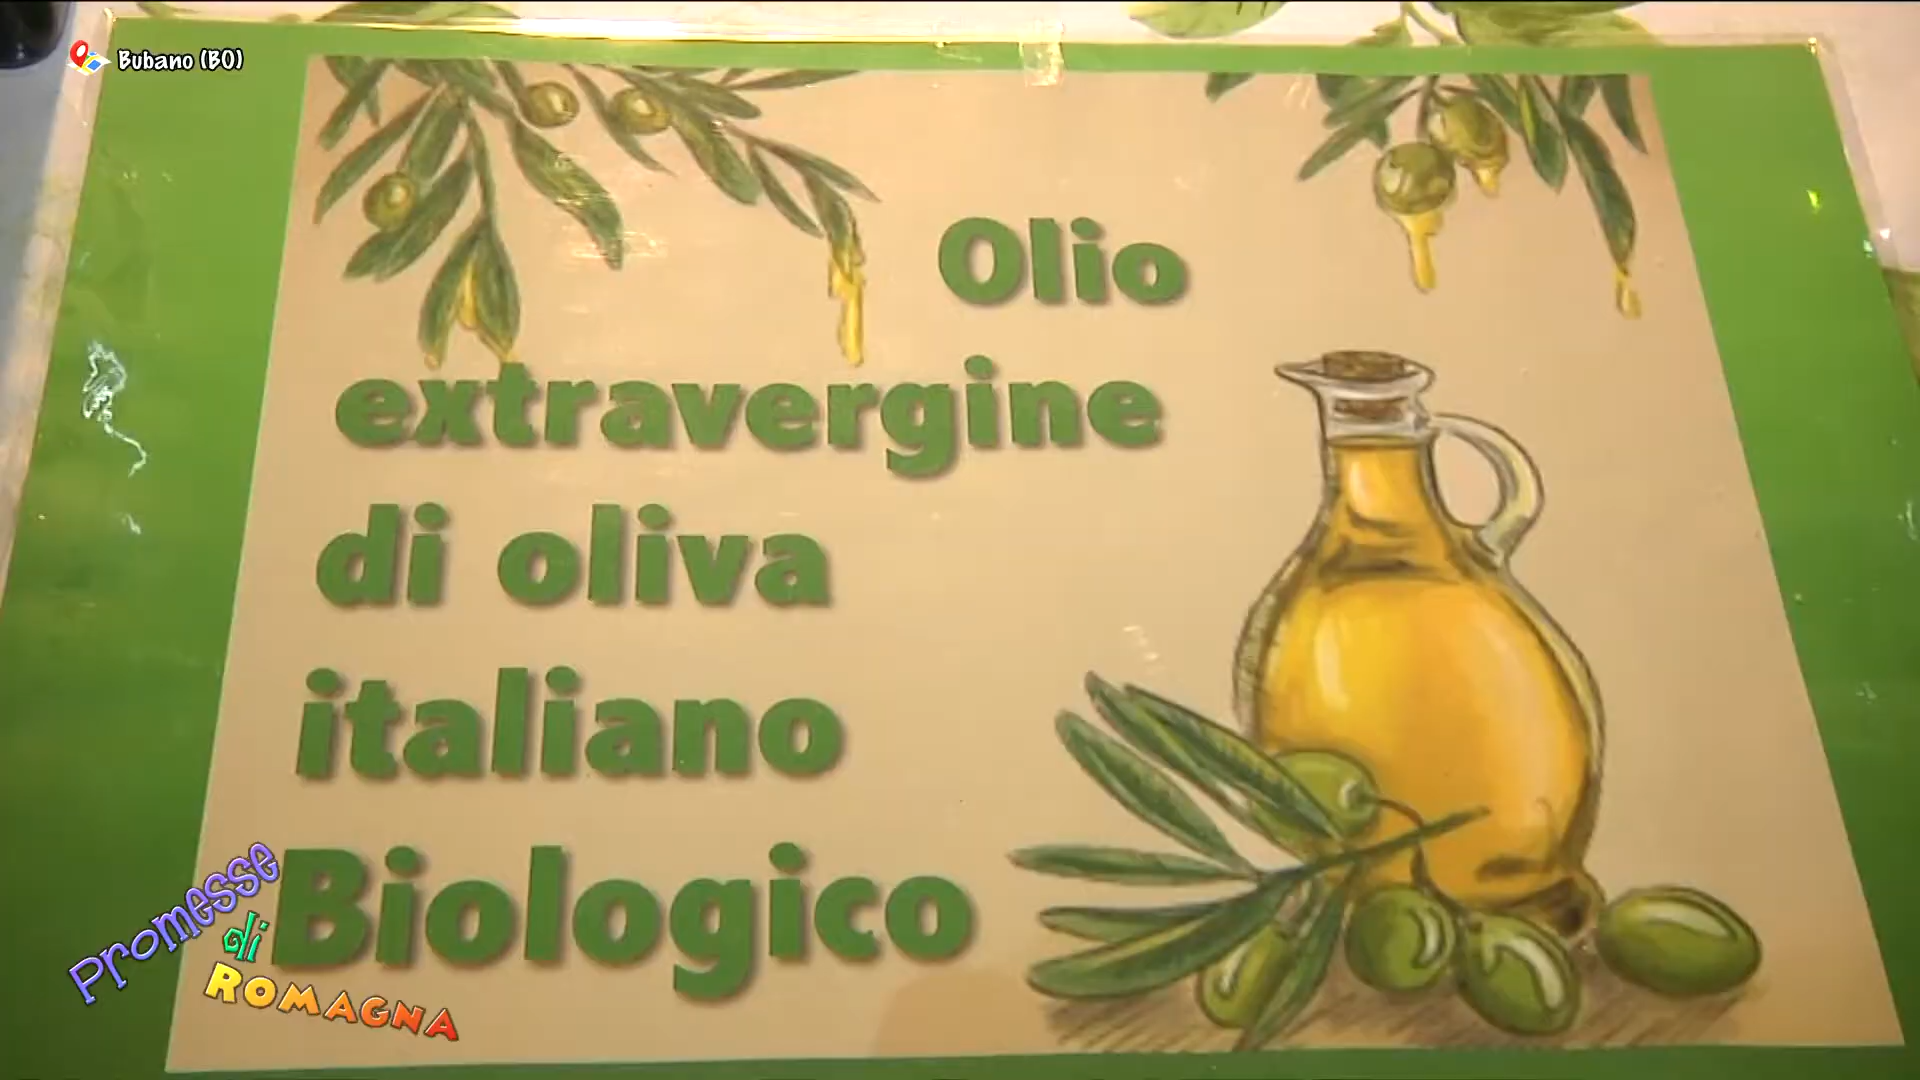 Bubano (BO)
Olio
extravergine
di oliva
italiano
Biologico
Promesse
di
ROMAGNA